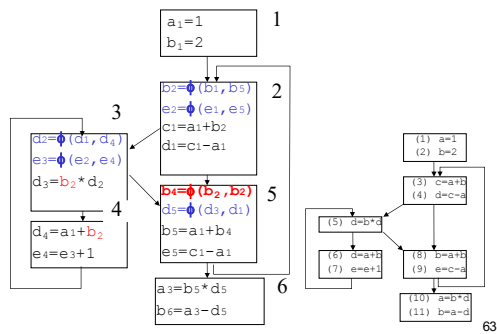 1
a1=1
b1=2
2
b2=ϕ(b1,b5)
e2=ϕ(e1,e5)
c1=a1+b2
d1=c1-a1
3
d2=ϕ(d1,d4)
e3=ϕ(e2,e4)
d3=b2*d2
4
d4=a1+b2
e4=e3+1
5
b4=ϕ(b2,b2)
d5=ϕ(d3,d1)
b5=a1+b4
e5=c1-a1
6
a3=b5*d5
b6=a3-d5
(1) a=1
(2) b=2
(3) c=a+b
(4) d=c-a
(5) d=b*d
(6) d=a+b
(7) e=e+1
(8) b=a+b
(9) e=c-a
(10) a=b*d
(11) b=a-d
63